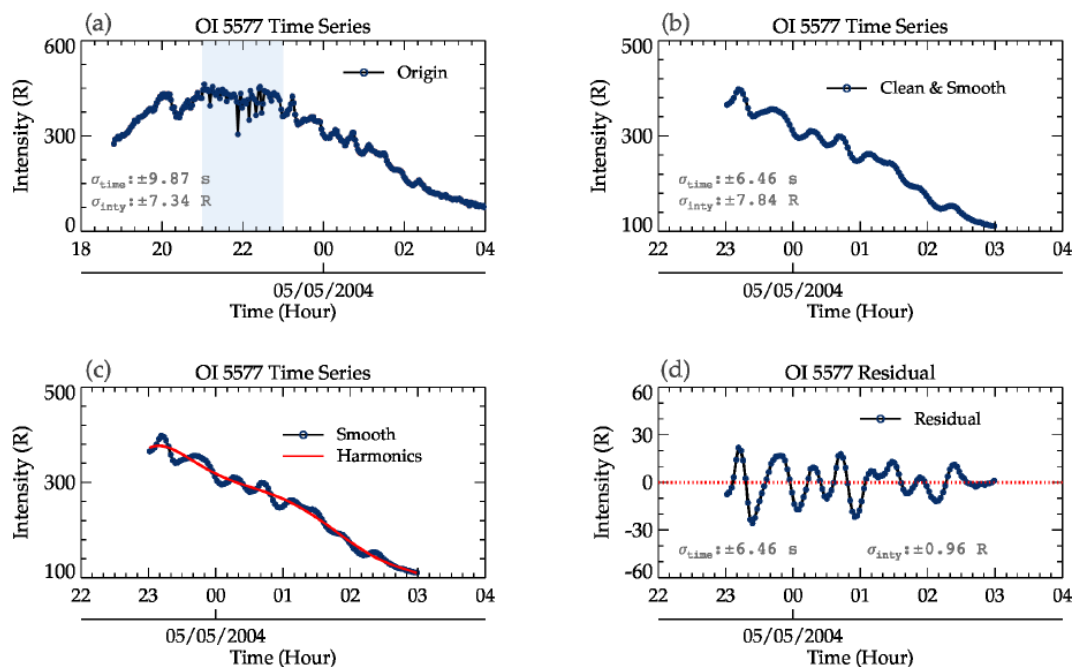 (a)
OI 5577 Time Series
600
300
0
Intensity (R)
Origin
σtime:±9.87 s
σinty:±7.34 R
18 20 22 00 02 04
05/05/2004
Time (Hour)
(b)
OI 5577 Time Series
500
300
100
Intensity (R)
Clean & Smooth
σtime:±6.46 s
σinty:±7.84 R
22 23 00 01 02 03 04
05/05/2004
Time (Hour)
(c)
OI 5577 Time Series
500
300
100
Intensity (R)
Smooth
Harmonics
22 23 00 01 02 03 04
05/05/2004
Time (Hour)
(d)
OI 5577 Residual
60
30
0
-30
-60
Intensity (R)
Residual
σtime:±6.46 s σinty:±0.96 R
22 23 00 01 02 03 04
05/05/2004
Time (Hour)